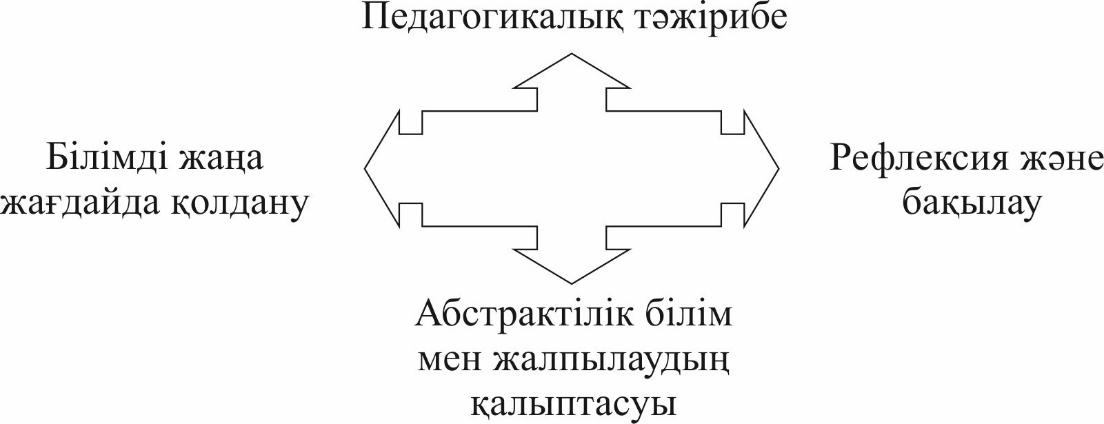 Педагогикалық тәжірибе
Білімді жаңа
жағдайда қолдану
Рефлексия және
бақылау
Абстрактілік білім
мен жалпылаудың
қалыптасуы